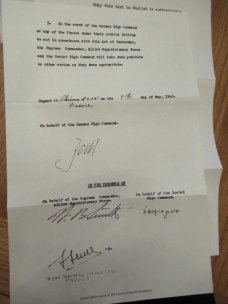 Only this text in English is authoritative
5. In the event of the German High Command
or any of the forces under their control failing
to act in accordance with this Act of Surrender,
the Supreme Commander, Allied Expeditionary Force
and the Soviet High Command will take such punitive
or other action as they deem appropriate.
Signed at Rheims at 0241 on the 7th day of May, 1945.
France
On behalf of the German High Command.
Jodl
IN THE PRESENCE OF
On behalf of the Supreme Commander, On behalf of the Soviet
Allied Expeditionary Force. High Command.
W. B. Smith